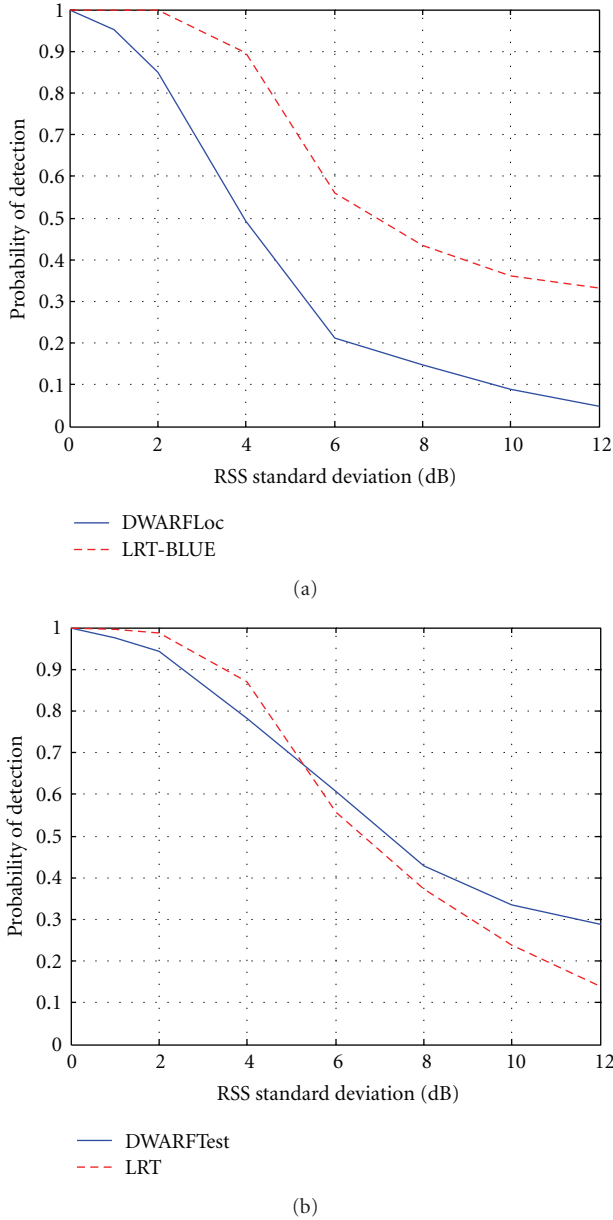 1
0.9
0.8
0.7
0.6
0.5
0.4
0.3
0.2
0.1
0
Probability of detection
0 2 4 6 8 10 12
RSS standard deviation (dB)
DWARFLoc
LRT-BLUE
(a)
1
0.9
0.8
0.7
0.6
0.5
0.4
0.3
0.2
0.1
0
Probability of detection
0 2 4 6 8 10 12
RSS standard deviation (dB)
DWARFTest
LRT
(b)